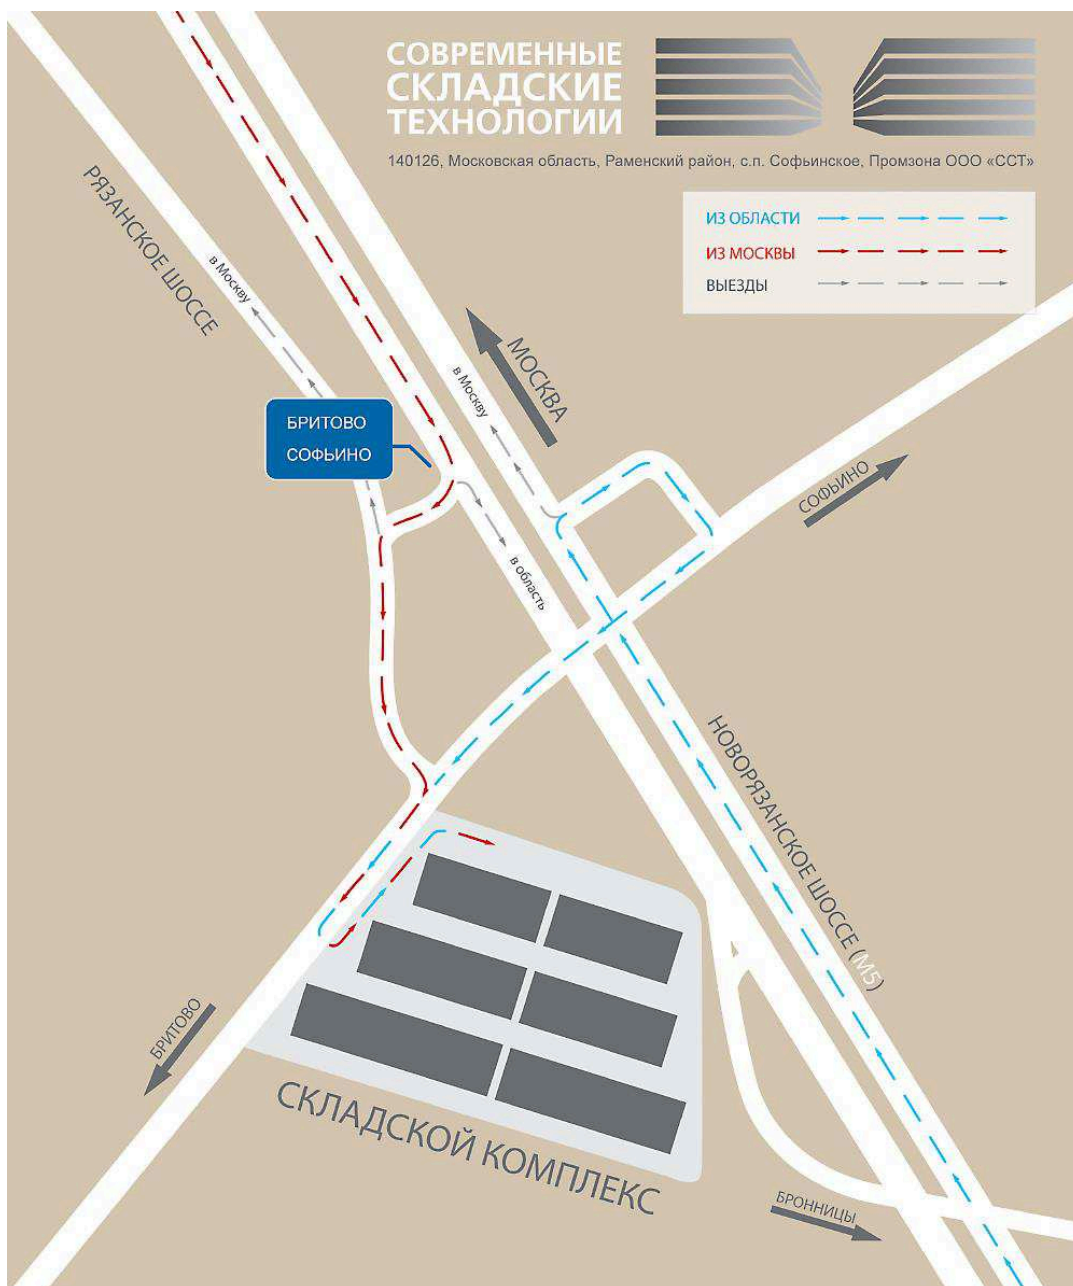 СОВРЕМЕННЫЕ
СКЛАДСКИЕ
ТЕХНОЛОГИИ
140126, Московская область, Раменский район, с.п. Софьинское, Промзона ООО «ССТ»
ИЗ ОБЛАСТИ
ИЗ МОСКВЫ
ВЫЕЗДЫ
РЯЗАНСКОЕ ШОССЕ
в Москву
МОСКВА
в Москву
БРИТОВО
СОФЬИНО
СОФЬИНО
в область
НОВОРЯЗАНСКОЕ ШОССЕ (М5)
БРИТОВО
СКЛАДСКОЙ КОМПЛЕКС
БРОННИЦЫ